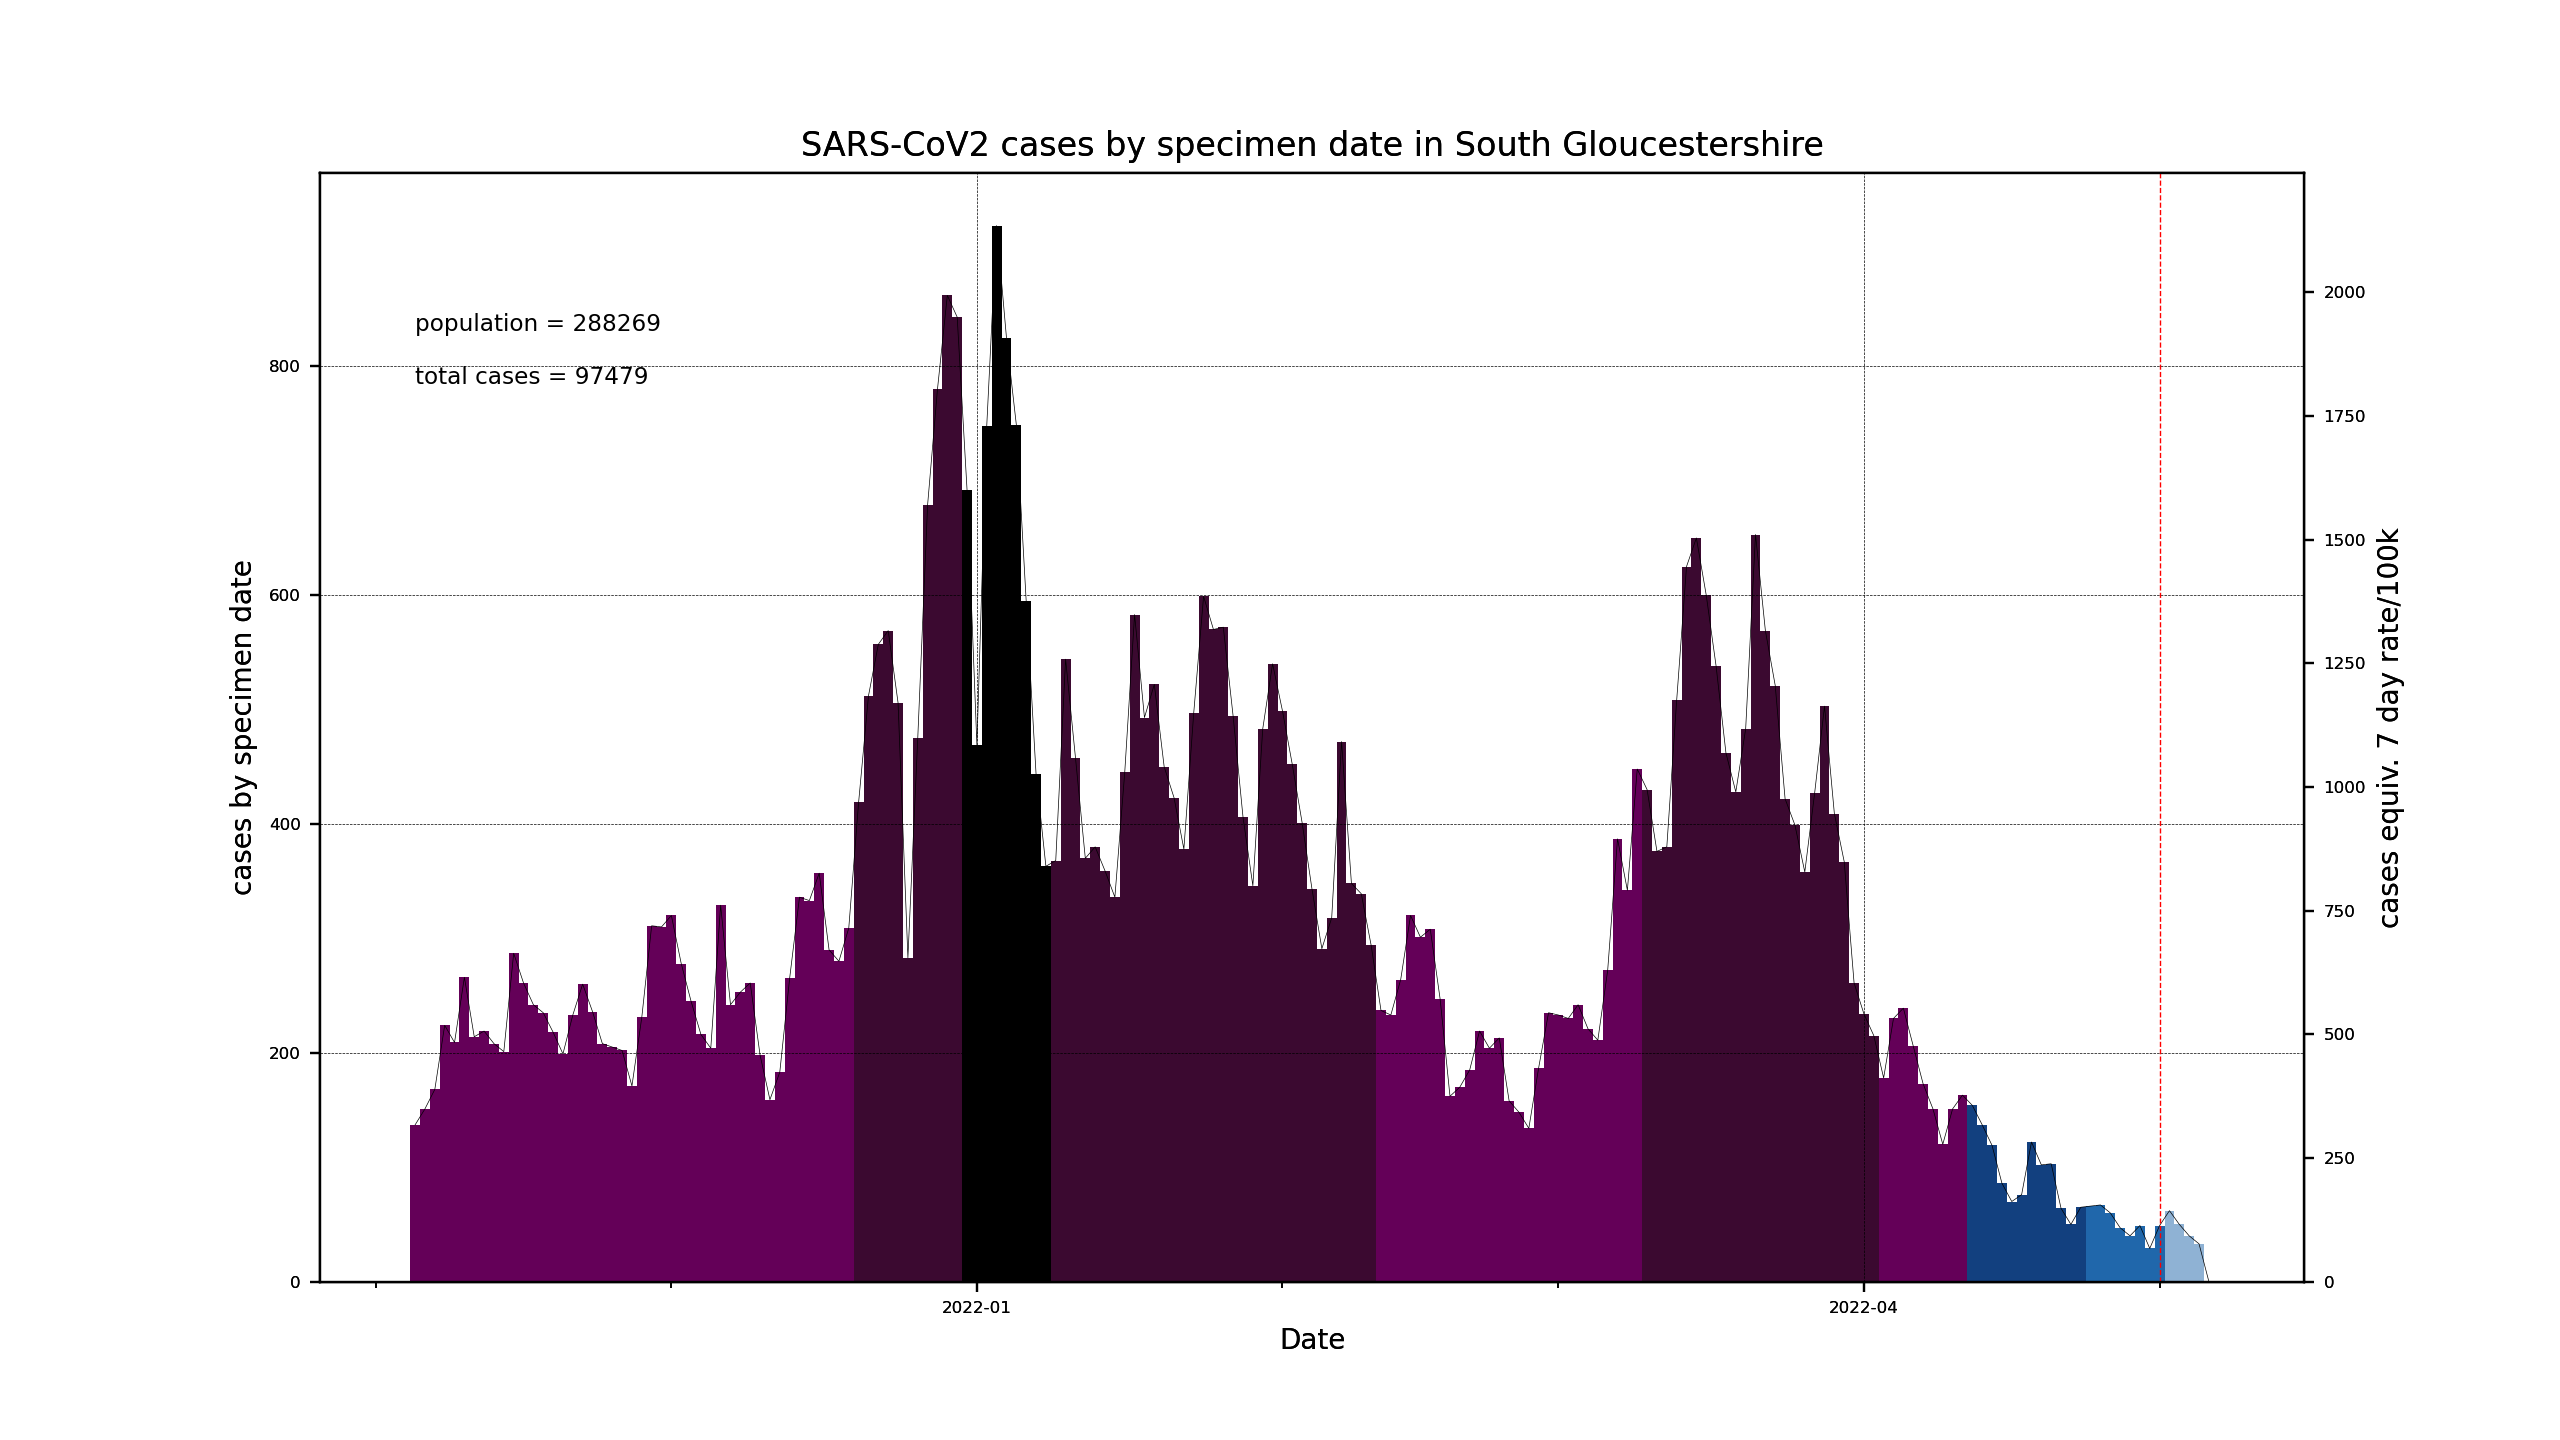 SARS-CoV2 cases by specimen date in South Gloucestershire
population = 288269
total cases = 97479
cases by specimen date
800
600
400
200
0
2000
1750
1500
1250
1000
750
500
250
0
cases equiv. 7 day rate/100k
2022-01
2022-04
Date